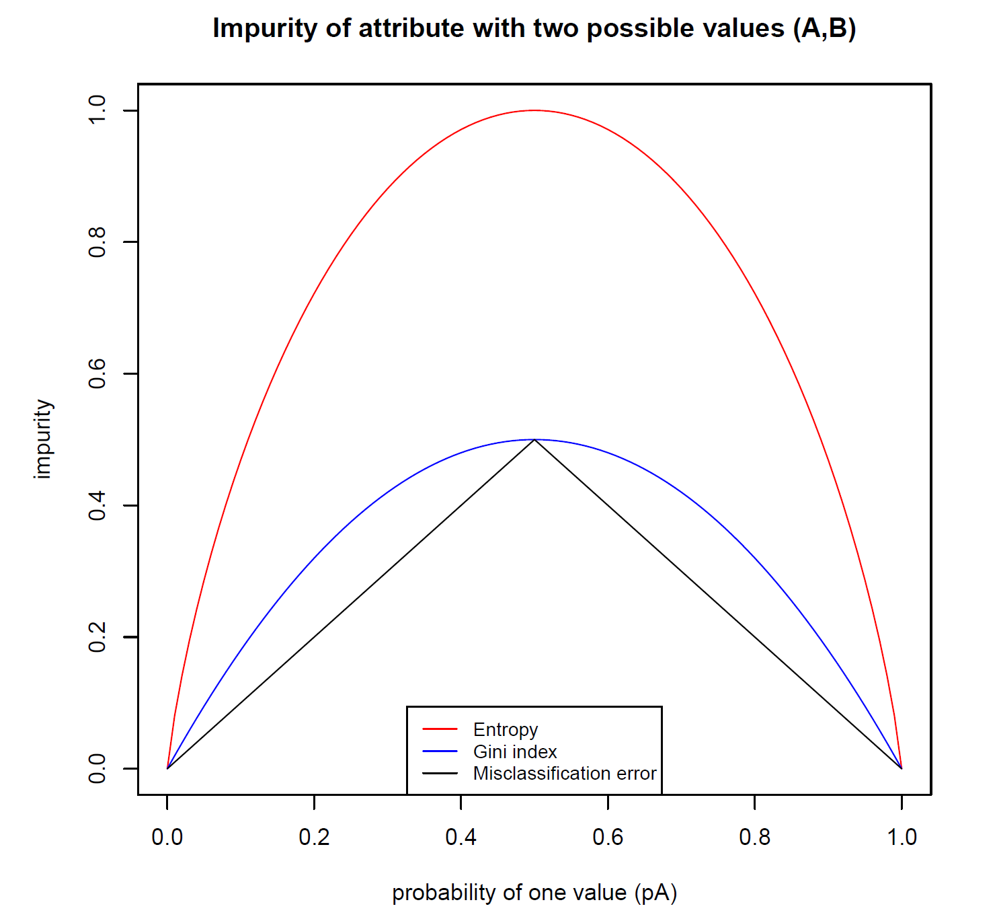 Impurity of attribute with two possible values (A,B)
1.0
0.8
0.6
0.4
0.2
0.0
impurity
Entropy
Gini index
Misclassification error
0.0 0.2 0.4 0.6 0.8 1.0
probability of one value (pA)